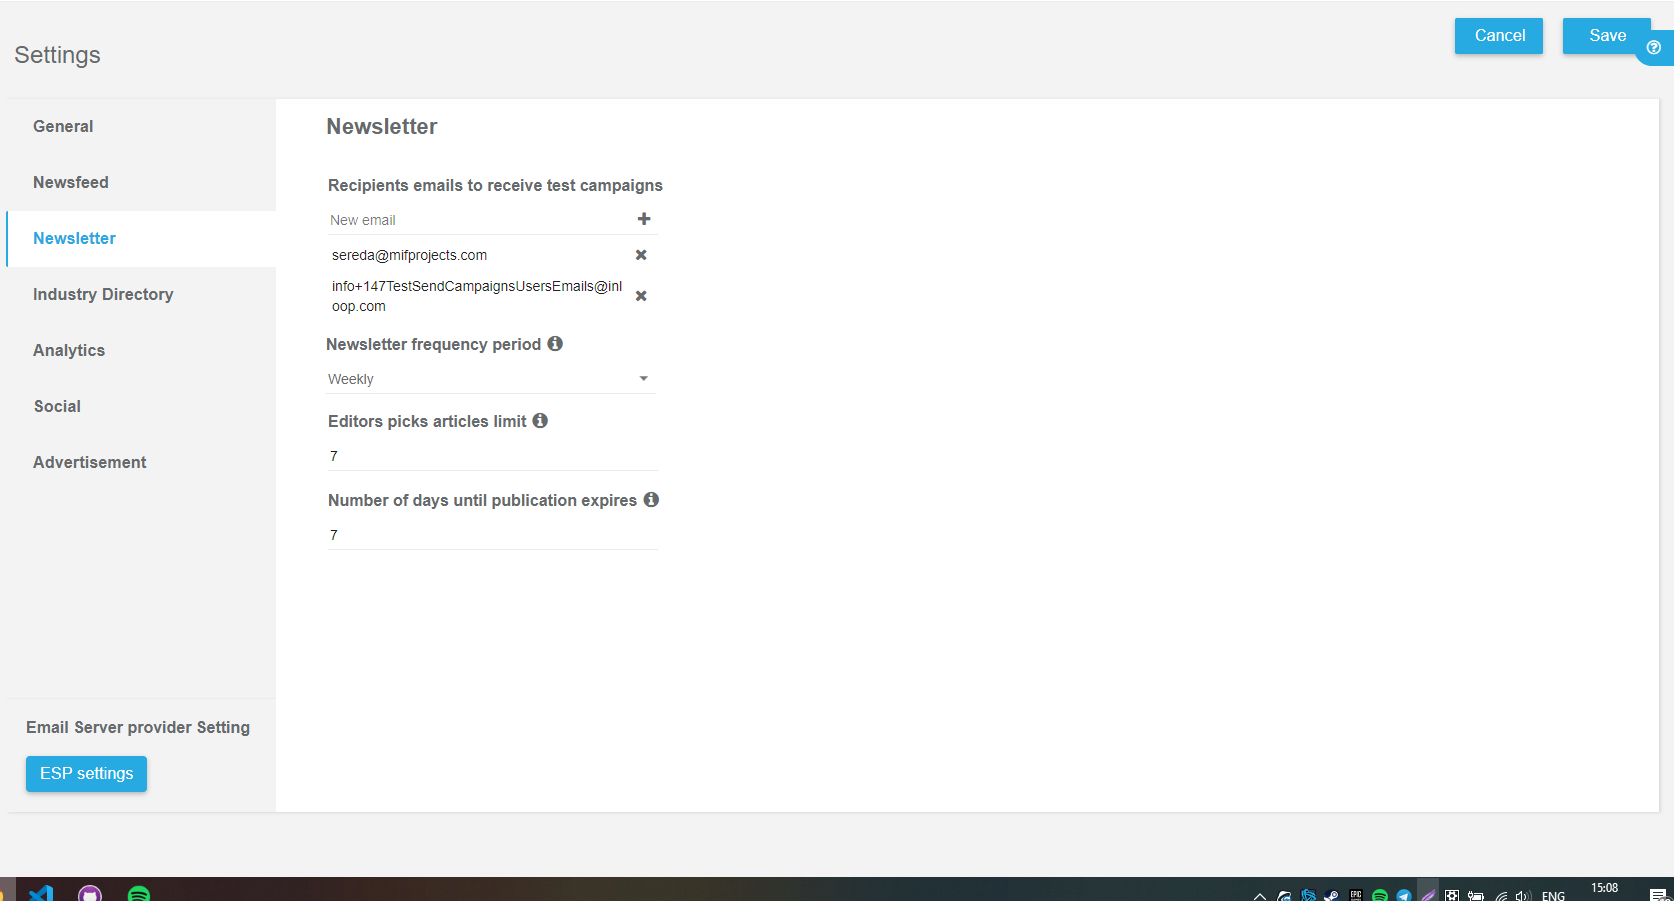 Settings
Cancel
Save
General
Newsfeed
Newsletter
Industry Directory
Analytics
Social
Advertisement
Email Server provider Setting
ESP settings
Newsletter
Recipients emails to receive test campaigns
New email
sereda@mifprojects.com
info+147TestSendCampaignsUsersEmails@inl
oop.com
Newsletter frequency period
Weekly
Editors picks articles limit
7
Number of days until publication expires
7
ENG
15:08